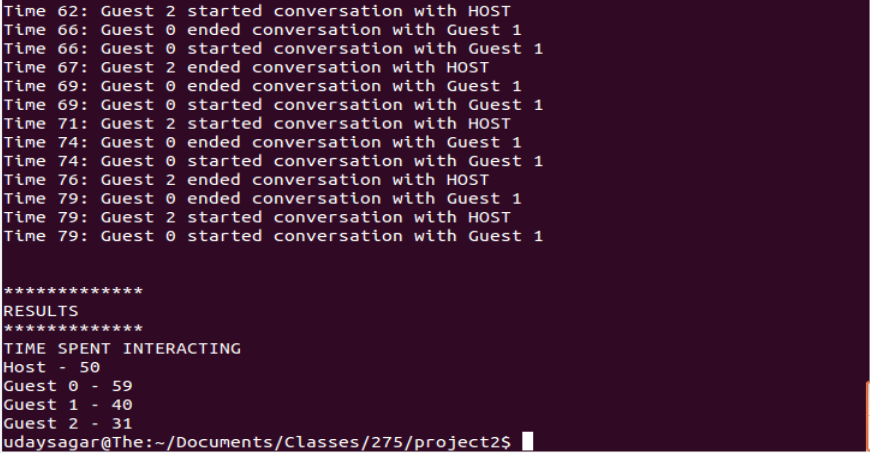 Time 62: Guest 2 started conversation with HOST
Time 66: Guest 0 ended conversation with Guest 1
Time 66: Guest 0 started conversation with Guest 1
Time 67: Guest 2 ended conversation with HOST
Time 69: Guest 0 ended conversation with Guest 1
Time 69: Guest 0 started conversation with Guest 1
Time 71: Guest 2 started conversation with HOST
Time 74: Guest 0 ended conversation with Guest 1
Time 74: Guest 0 started conversation with Guest 1
Time 76: Guest 2 ended conversation with HOST
Time 79: Guest 0 ended conversation with Guest 1
Time 79: Guest 2 started conversation with HOST
Time 79: Guest 0 started conversation with Guest 1
*************
RESULTS
*************
TIME SPENT INTERACTING
Host - 50
Guest 0 - 59
Guest 1 - 40
Guest 2 - 31
udaysagar@The:~/Documents/Classes/275/project2$